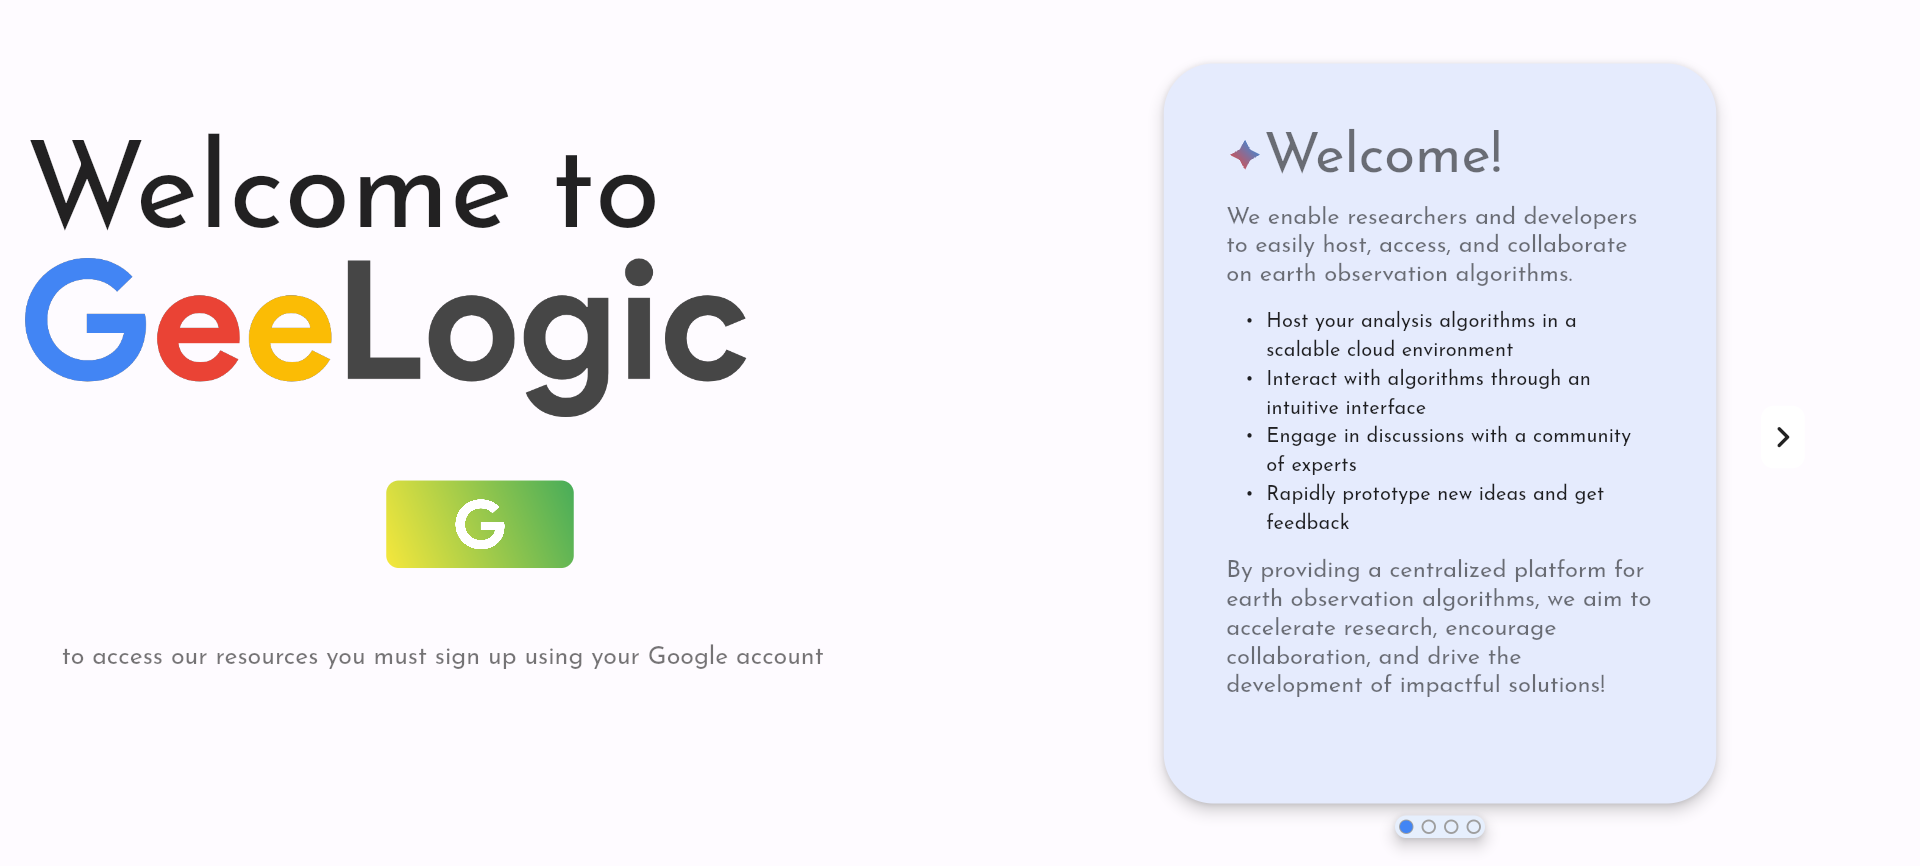 Welcome to
GeeLogic
G
to access our resources you must sign up using your Google account
Welcome!
We enable researchers and developers
to easily host, access, and collaborate
on earth observation algorithms.
• Host your analysis algorithms in a
scalable cloud environment
• Interact with algorithms through an
intuitive interface
• Engage in discussions with a community
of experts
• Rapidly prototype new ideas and get
feedback
By providing a centralized platform for
earth observation algorithms, we aim to
accelerate research, encourage
collaboration, and drive the
development of impactful solutions!